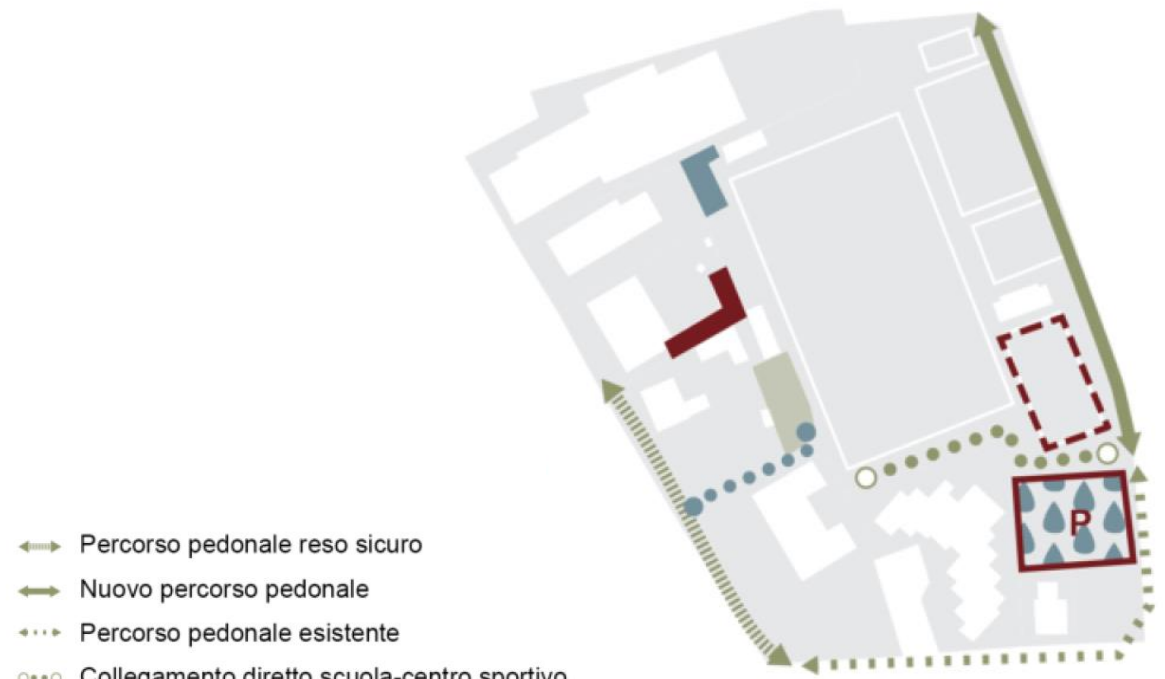 P
Percorso pedonale reso sicuro
Nuovo percorso pedonale
Percorso pedonale esistente
Collegamento diretto scuola-centro sportivo